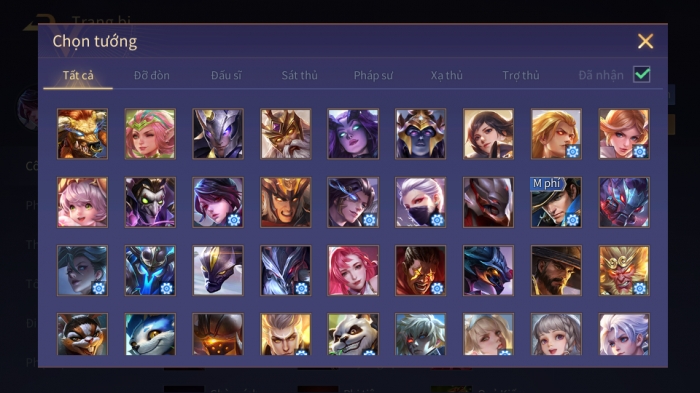 Trang bị
Chọn tướng
Tất cả
Đỡ đòn
Đấu sĩ
Sát thủ
Pháp sư
Xạ thủ
Trợ thủ
Đã nhận
M phí